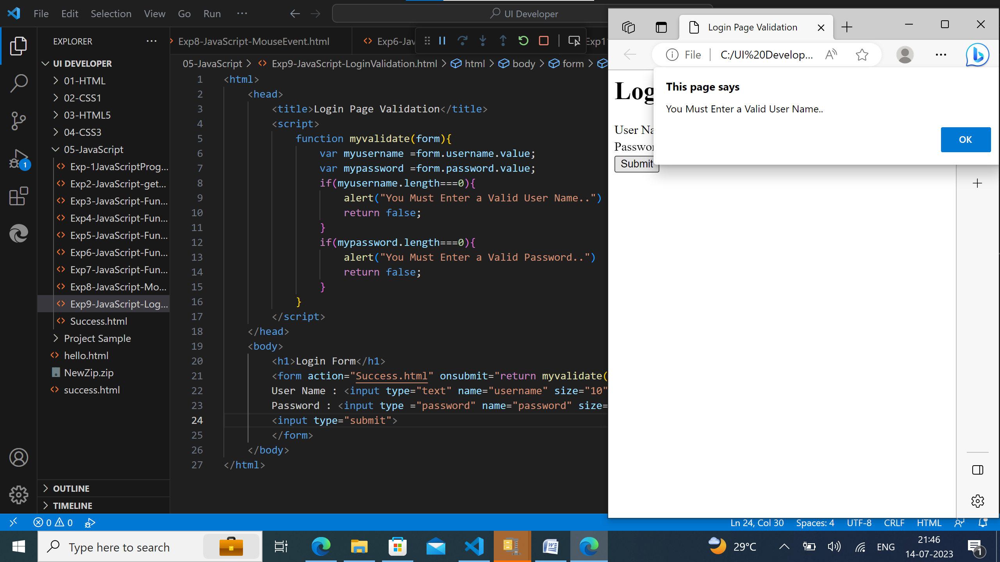 File Edit Selection View Go Run ···
UI Developer
EXPLORER ···
UI DEVELOPER
01-HTML
02-CSS1
03-HTML5
04-CSS3
05-JavaScript
Exp-1JavaScriptProg...
Exp2-JavaScript-get...
Exp3-JavaScript-Fun...
Exp4-JavaScript-Fun...
Exp5-JavaScript-Fun...
Exp6-JavaScript-Fun...
Exp7-JavaScript-Fun...
Exp8-JavaScript-Mo...
Exp9-JavaScript-Log...
Success.html
Project Sample
hello.html
NewZip.zip
success.html
OUTLINE
TIMELINE
1
Exp8-JavaScript-MouseEvent.html Exp6-Jav Exp1
05-JavaScript > Exp9-JavaScript-LoginValidation.html > html > body > form >
1 <html>
2 <head>
3 <title>Login Page Validation</title>
4 <script>
5 function myvalidate(form){
6 var myusername =form.username.value;
7 var mypassword =form.password.value;
8 if(myusername.length===0){
9 alert("You Must Enter a Valid User Name..")
10 return false;
11 }
12 if(mypassword.length===0){
13 alert("You Must Enter a Valid Password..")
14 return false;
15 }
16 }
17 </script>
18 </head>
19 <body>
20 <h1>Login Form</h1>
21 <form action="Success.html" onsubmit="return myvalidate(
22 User Name : <input type="text" name="username" size="10"
23 Password : <input type ="password" name="password" size=
24 <input type="submit">
25 </form>
26 </body>
27 </html>
Login Page Validation
File | C:/UI%20Develop...
This page says
You Must Enter a Valid User Name..
OK
Log
User Na
Passwor
Submit
0 0
Ln 24, Col 30 Spaces: 4 UTF-8 CRLF HTML
Type here to search
29°C ENG 21:46
14-07-2023
1